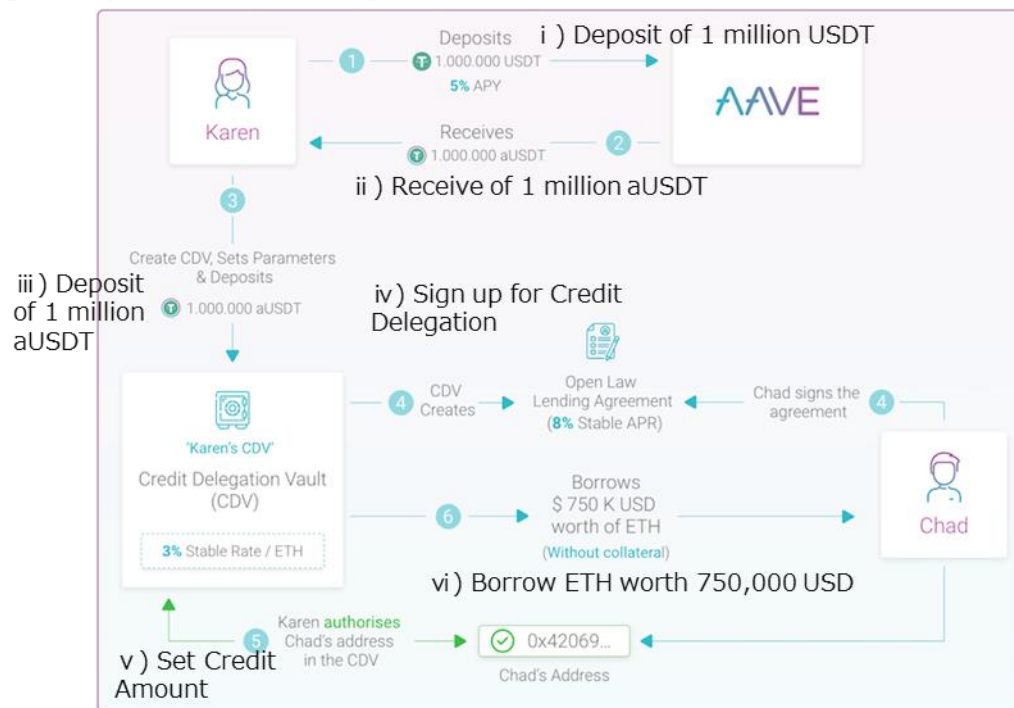 Deposits
ⅰ) Deposit of 1 million USDT
1
1.000.000 USDT
5% APY
AAVE
Karen
Receives
2
1.000.000 aUSDT
ⅱ) Receive of 1 million aUSDT
3
Create CDV, Sets Parameters
& Deposits
1.000.000 aUSDT
ⅲ) Deposit
of 1 million
aUSDT
ⅳ) Sign up for Credit
Delegation
4
CDV
Creates
Open Law
Lending Agreement
(8% Stable APR)
Chad signs the
agreement
4
'Karen's CDV'
Credit Delegation Vault
(CDV)
3% Stable Rate / ETH
6
Borrows
$ 750 K USD
worth of ETH
(Without collateral)
Chad
ⅵ) Borrow ETH worth 750,000 USD
5
Karen authorises
Chad's address
in the CDV
0x42069...
Chad's Address
ⅴ) Set Credit
Amount